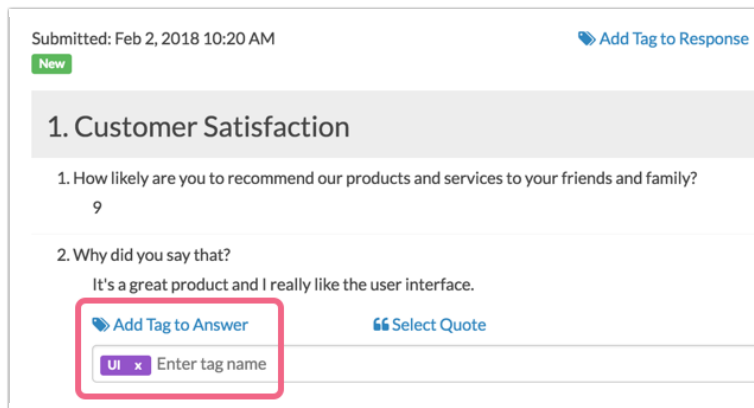 Submitted: Feb 2, 2018 10:20 AM
Add Tag to Response
New
1. Customer Satisfaction
1. How likely are you to recommend our products and services to your friends and family?
9
2. Why did you say that?
It's a great product and I really like the user interface.
Add Tag to Answer
Select Quote
UI x Enter tag name